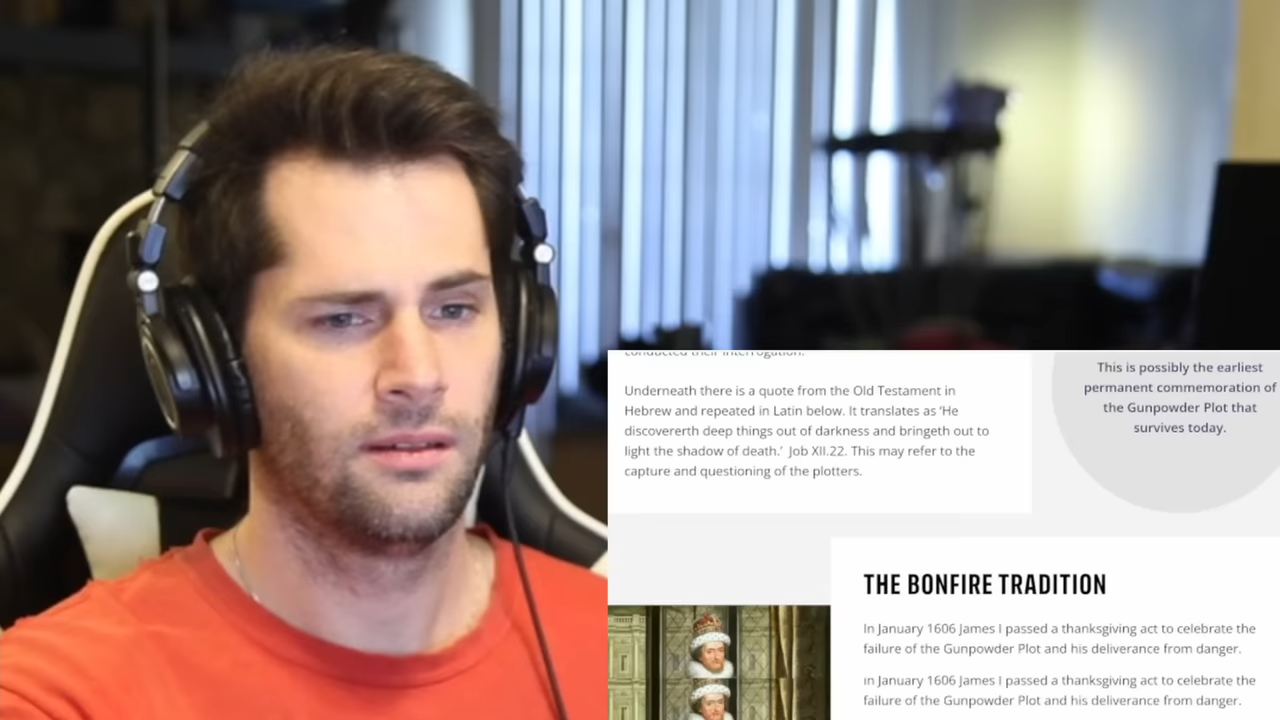 conducted their interrogation.
Underneath there is a quote from the Old Testament in
Hebrew and repeated in Latin below. It translates as ‘He
discovererth deep things out of darkness and bringeth out to
light the shadow of death.’ Job XII.22. This may refer to the
capture and questioning of the plotters.
This is possibly the earliest
permanent commemoration of
the Gunpowder Plot that
survives today.
THE BONFIRE TRADITION
In January 1606 James I passed a thanksgiving act to celebrate the
failure of the Gunpowder Plot and his deliverance from danger.
In January 1606 James I passed a thanksgiving act to celebrate the
failure of the Gunpowder Plot and his deliverance from danger.